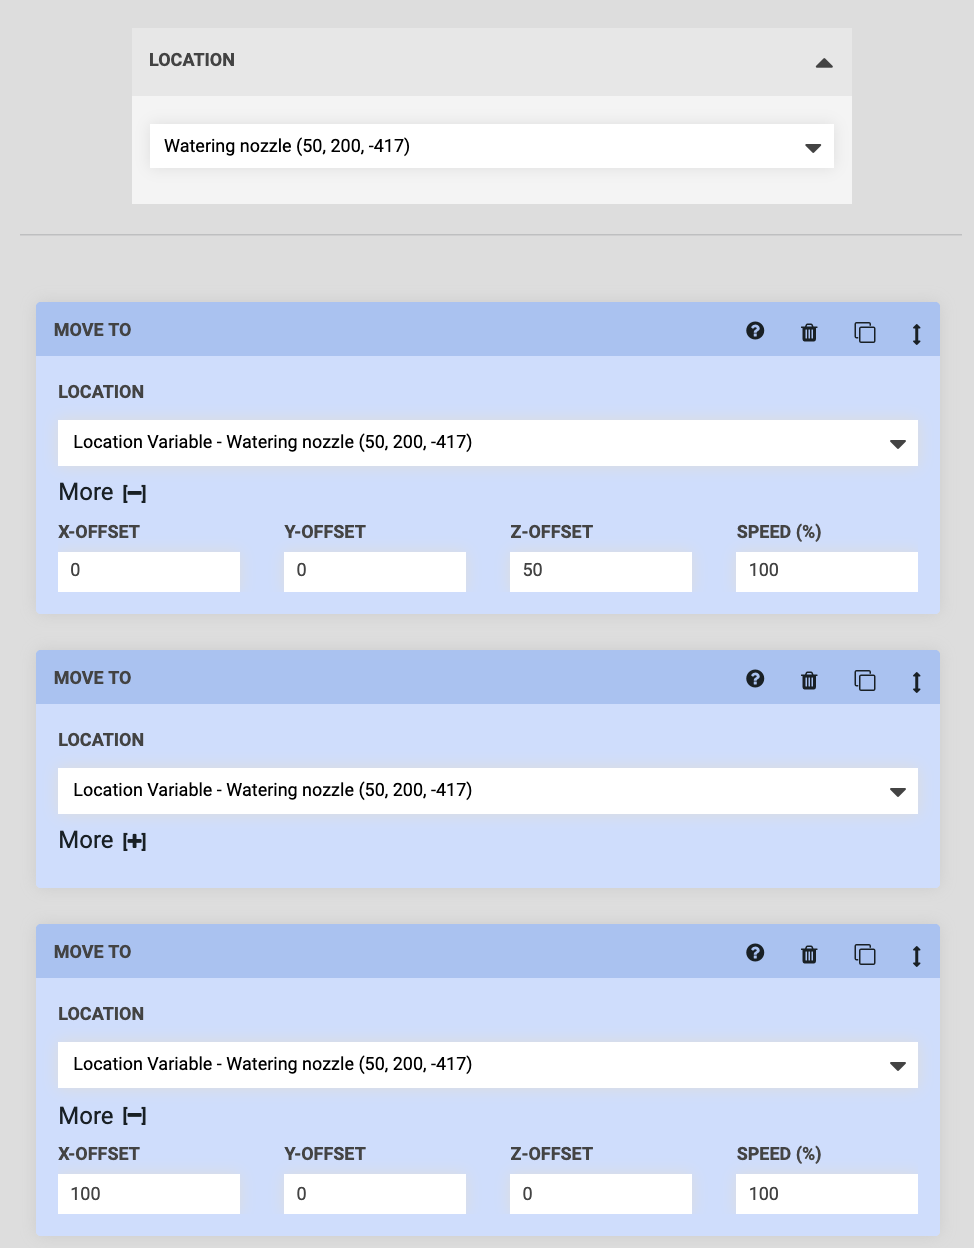 LOCATION
Watering nozzle (50, 200, -417)
MOVE TO
LOCATION
Location Variable - Watering nozzle (50, 200, -417)
More [−]
X-OFFSET Y-OFFSET Z-OFFSET SPEED (%)
0 0 50 100
MOVE TO
LOCATION
Location Variable - Watering nozzle (50, 200, -417)
More [+]
MOVE TO
LOCATION
Location Variable - Watering nozzle (50, 200, -417)
More [−]
X-OFFSET Y-OFFSET Z-OFFSET SPEED (%)
100 0 0 100